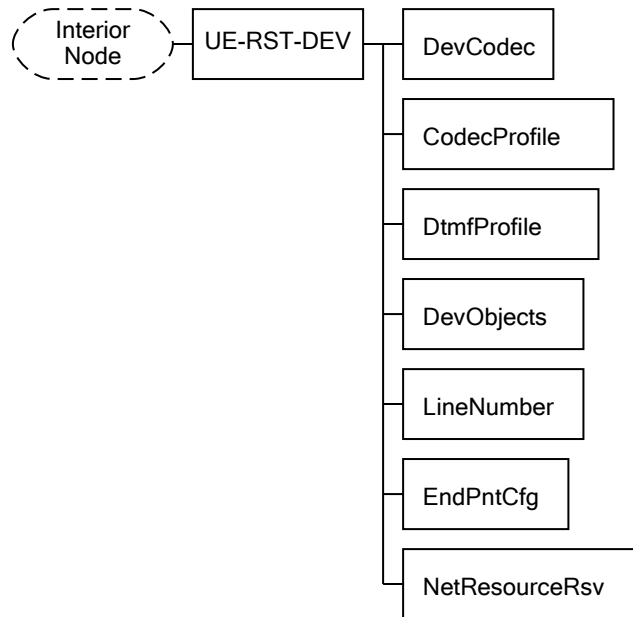 Interior
Node
UE-RST-DEV
DevCodec
CodecProfile
DtmfProfile
DevObjects
LineNumber
EndPntCfg
NetResourceRsv